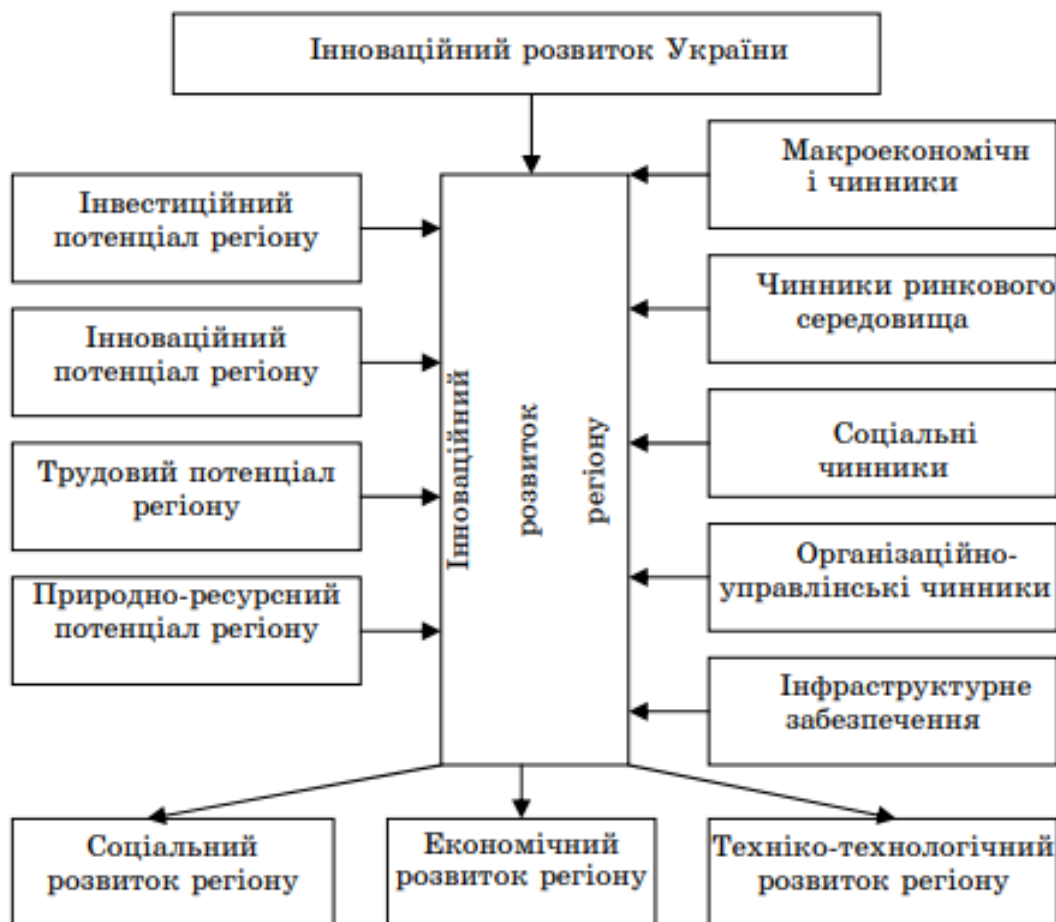 Інноваційний розвиток України
Інвестиційний
потенціал регіону
Інноваційний
потенціал регіону
Трудовий потенціал
регіону
Природно-ресурсний
потенціал регіону
Інноваційний
розвиток
регіону
Макроекономічн
і чинники
Чинники ринкового
середовища
Соціальні
чинники
Організаційно-
управлінські чинники
Інфраструктурне
забезпечення
Соціальний
розвиток регіону
Економічний
розвиток регіону
Техніко-технологічний
розвиток регіону